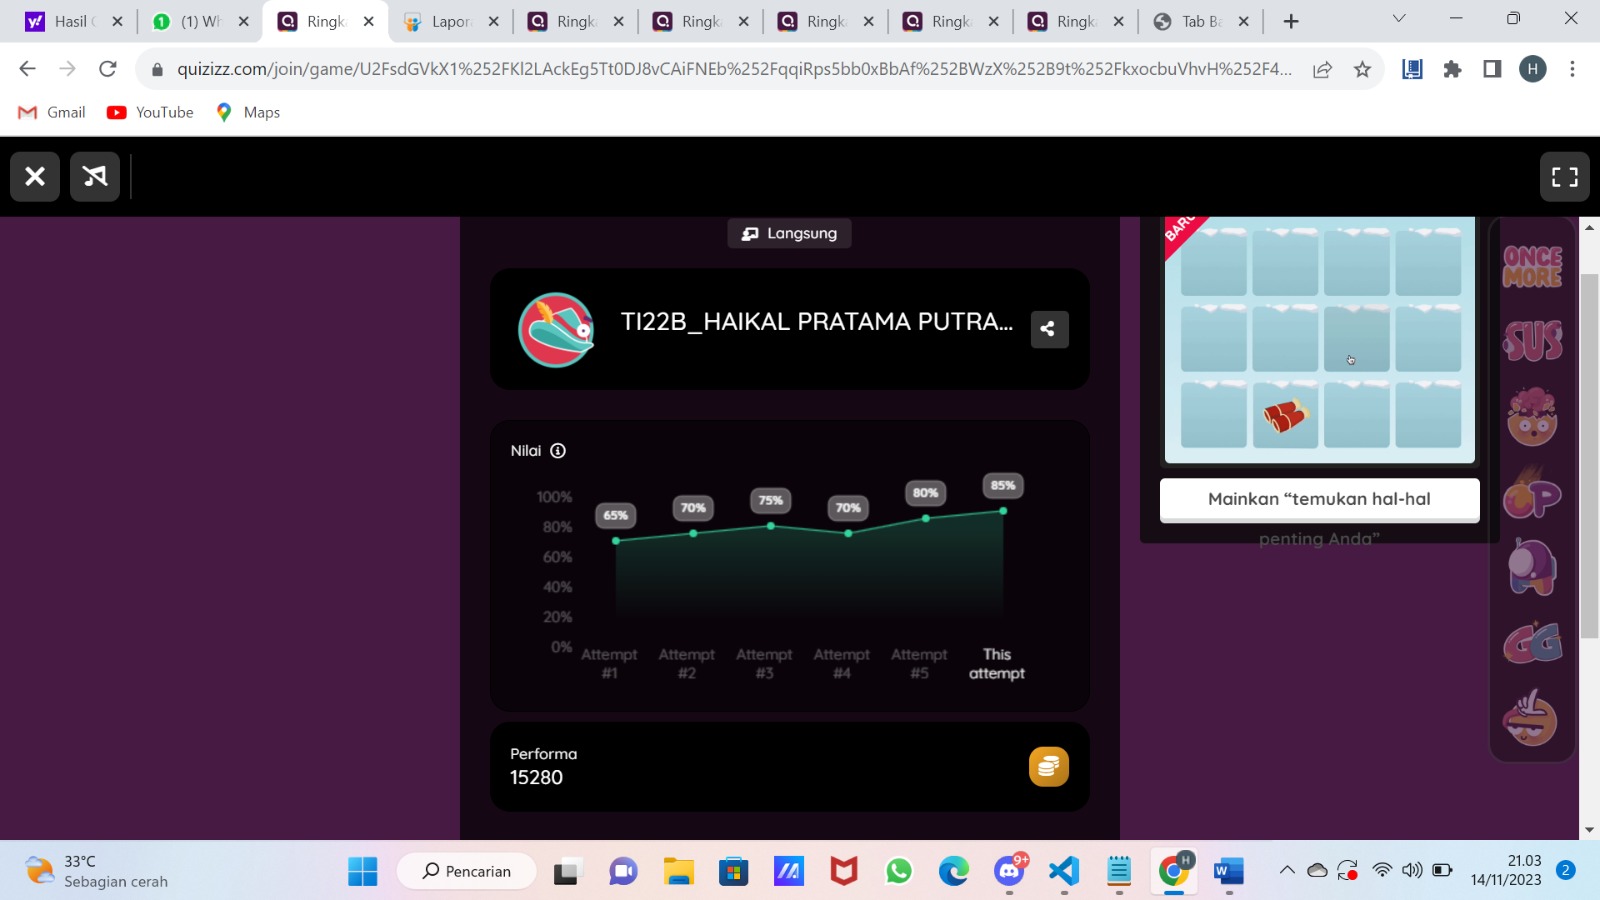 Hasil
(1) Wh
Ringk
Lapor
Ringk
Ringk
Ringk
Ringk
Ringk
Tab B
quizizz.com/join/game/U2FsdGVkX1%252FKl2LAckEg5Tt0DJ8vCAiFNEb%252FqqiRps5bb0xBbAf%252BWzX%252B9t%252FkxocbuVhvH%252F4...
H
Gmail
YouTube
Maps
Langsung
TI22B_HAIKAL PRATAMA PUTRA...
Nilai
100%
80%
60%
40%
20%
0%
65%
70%
75%
70%
80%
85%
Attempt #1
Attempt #2
Attempt #3
Attempt #4
Attempt #5
This attempt
Performa
15280
BARU
Mainkan “temukan hal-hal
penting Anda”
ONCE
MORE
SUS
OP
GG
33°C
Sebagian cerah
Pencarian
9+
H
21.03
14/11/2023
2